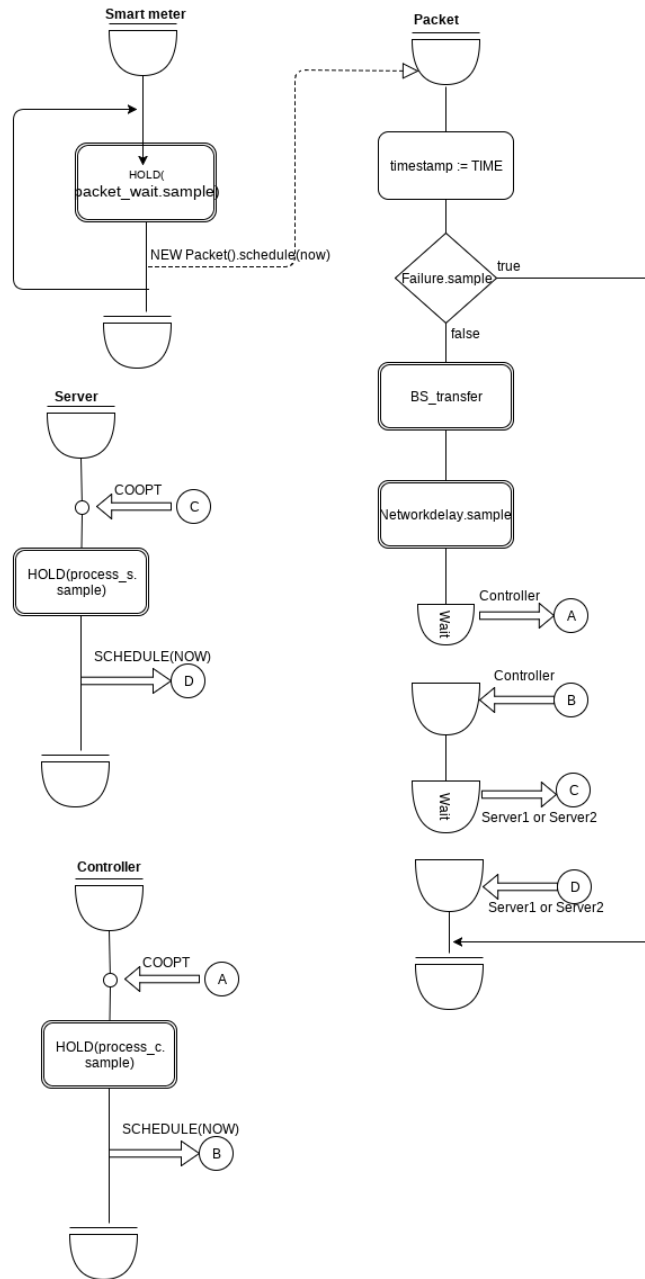 Smart meter
HOLD(
packet_wait.sample)
NEW Packet().schedule(now)
Server
COOPT
C
HOLD(process_s.
sample)
SCHEDULE(NOW)
D
Controller
COOPT
A
HOLD(process_c.
sample)
SCHEDULE(NOW)
B
Packet
timestamp := TIME
Failure.sample
true
false
BS_transfer
Networkdelay.sample
Wait
Controller
A
Controller
B
Wait
C
Server1 or Server2
D
Server1 or Server2